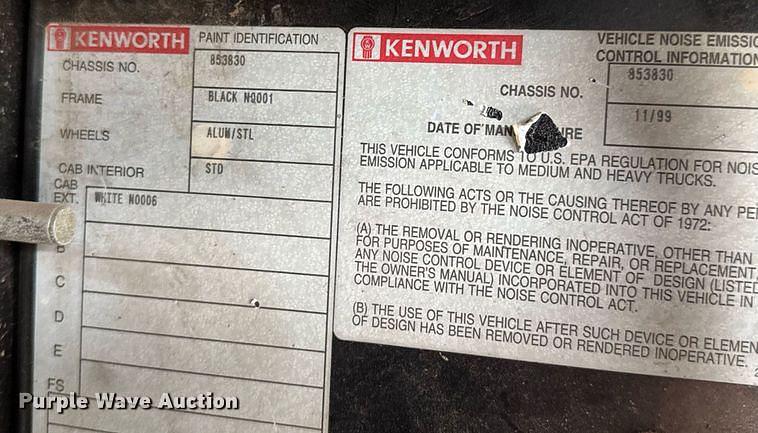 KENWORTH PAINT IDENTIFICATION
CHASSIS NO. 853830
FRAME BLACK N0001
WHEELS ALUM/STL
CAB INTERIOR STD
CAB
EXT. WHITE N0006
B
C
D
E
FS
KENWORTH VEHICLE NOISE EMISSIO
CONTROL INFORMATION
CHASSIS NO. 853830
DATE OF MAN URE 11/99
THIS VEHICLE CONFORMS TO U.S. EPA REGULATION FOR NOIS
EMISSION APPLICABLE TO MEDIUM AND HEAVY TRUCKS.
THE FOLLOWING ACTS OR THE CAUSING THEREOF BY ANY PE
ARE PROHIBITED BY THE NOISE CONTROL ACT OF 1972:
(A) THE REMOVAL OR RENDERING INOPERATIVE, OTHER THAN
FOR PURPOSES OF MAINTENANCE, REPAIR, OR REPLACEMENT,
ANY NOISE CONTROL DEVICE OR ELEMENT OF DESIGN (LISTED
THE OWNER'S MANUAL) INCORPORATED INTO THIS VEHICLE IN
COMPLIANCE WITH THE NOISE CONTROL ACT.
(B) THE USE OF THIS VEHICLE AFTER SUCH DEVICE OR ELEMEN
OF DESIGN HAS BEEN REMOVED OR RENDERED INOPERATIVE.
Purple Wave Auction